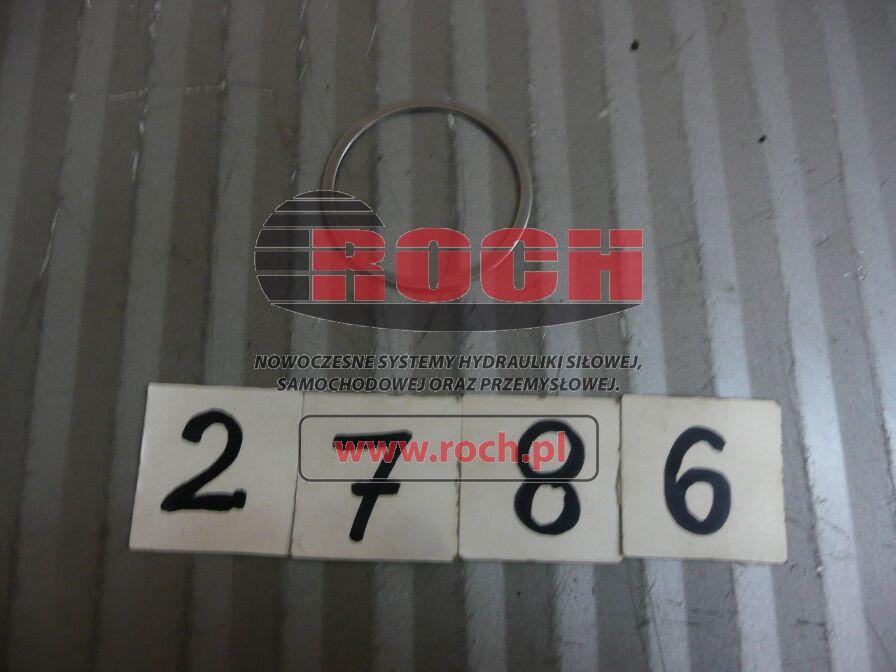 ROCH
NOWOCZESNE SYSTEMY HYDRAULIKI SIŁOWEJ,
SAMOCHODOWEJ ORAZ PRZEMYSŁOWEJ.
www.roch.pl
2 7 8 6